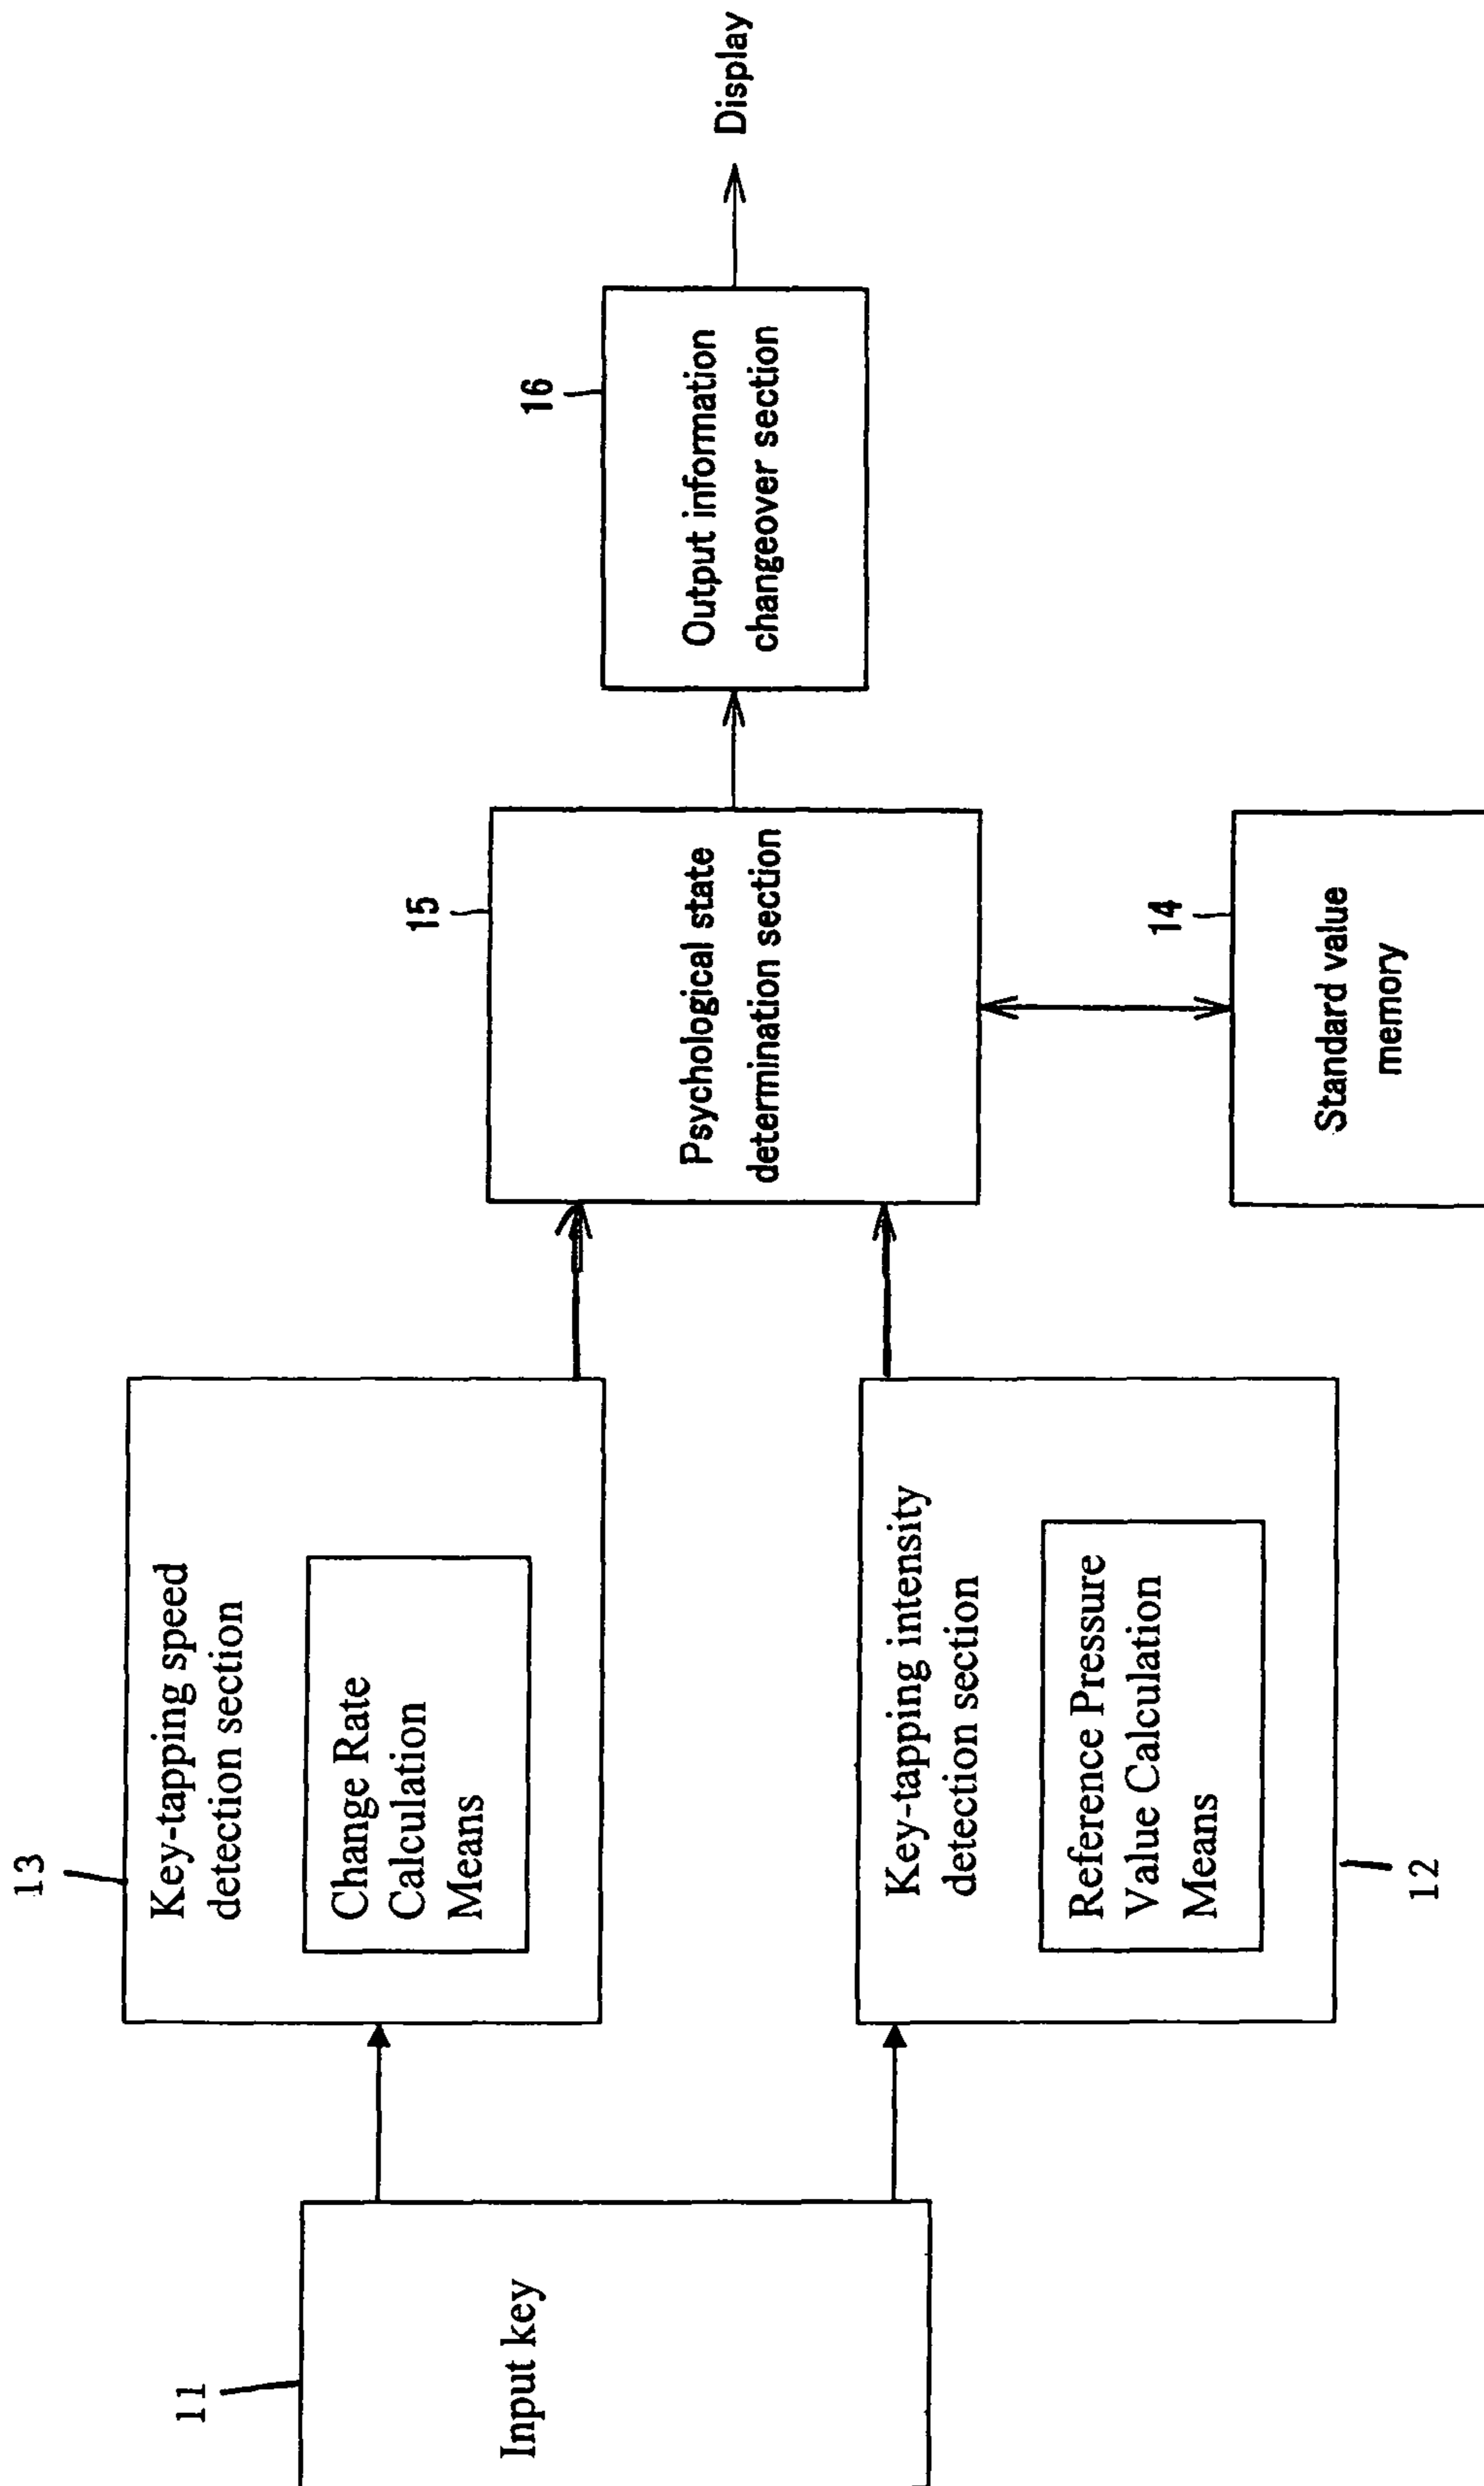 11
Input key
13
Key-tapping speed
detection section
Change Rate
Calculation
Means
Key-tapping intensity
detection section
Reference Pressure
Value Calculation
Means
12
15
Psychological state
determination section
14
Standard value
memory
16
Output information
changeover section
Display